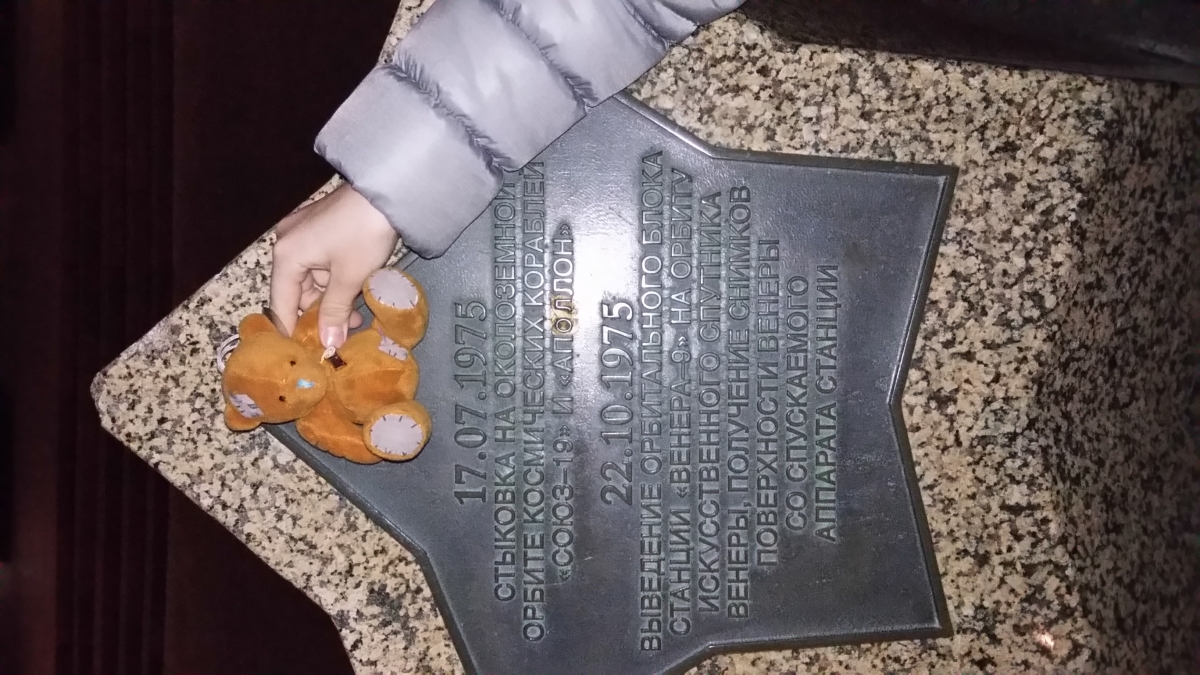 17.07.1975
СТЫКОВКА НА ОКОЛОЗЕМНОЙ
ОРБИТЕ КОСМИЧЕСКИХ КОРАБЛЕЙ
«СОЮЗ–19» И «АПОЛЛОН»
22.10.1975
ВЫВЕДЕНИЕ ОРБИТАЛЬНОГО БЛОКА
СТАНЦИИ «ВЕНЕРА–9» НА ОРБИТУ
ИСКУССТВЕННОГО СПУТНИКА
ВЕНЕРЫ, ПОЛУЧЕНИЕ СНИМКОВ
ПОВЕРХНОСТИ ВЕНЕРЫ
СО СПУСКАЕМОГО
АППАРАТА СТАНЦИИ